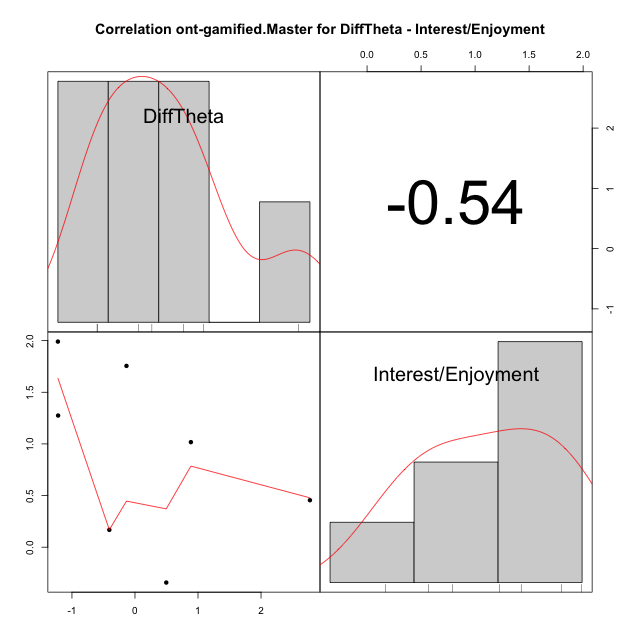 Correlation ont-gamified.Master for DiffTheta - Interest/Enjoyment
0.0 0.5 1.0 1.5 2.0
DiffTheta
-0.54
2
1
0
-1
2.0
1.5
1.0
0.5
0.0
Interest/Enjoyment
-1 0 1 2